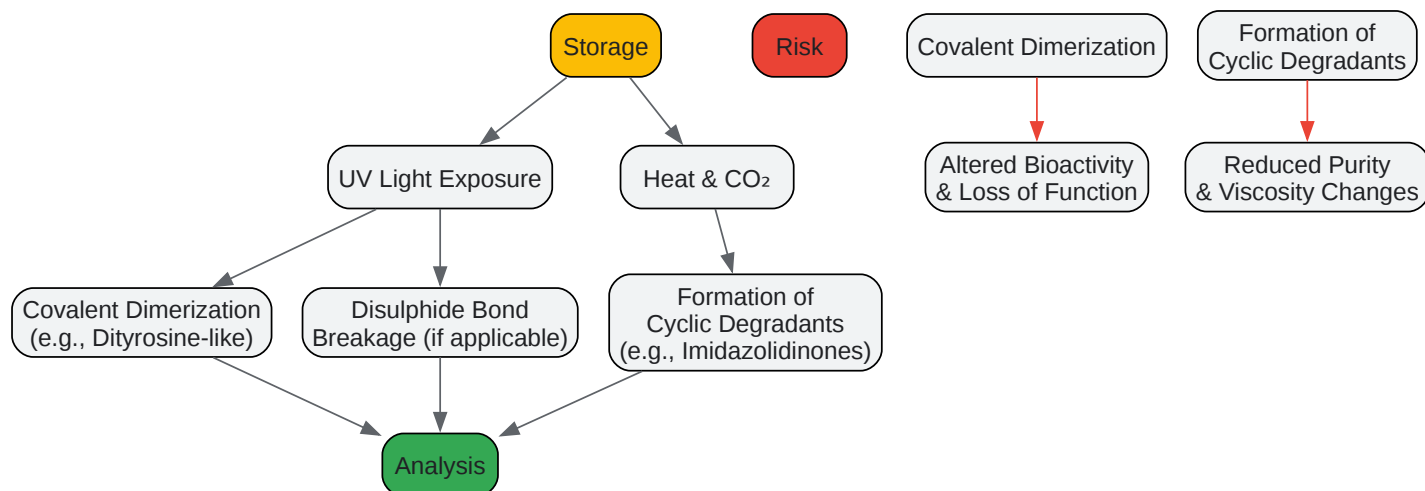 Storage
Risk
Covalent Dimerization
Formation of
Cyclic Degradants
UV Light Exposure
Heat & CO₂
Altered Bioactivity
& Loss of Function
Reduced Purity
& Viscosity Changes
Covalent Dimerization
(e.g., Dityrosine-like)
Disulphide Bond
Breakage (if applicable)
Formation of
Cyclic Degradants
(e.g., Imidazolidinones)
Analysis